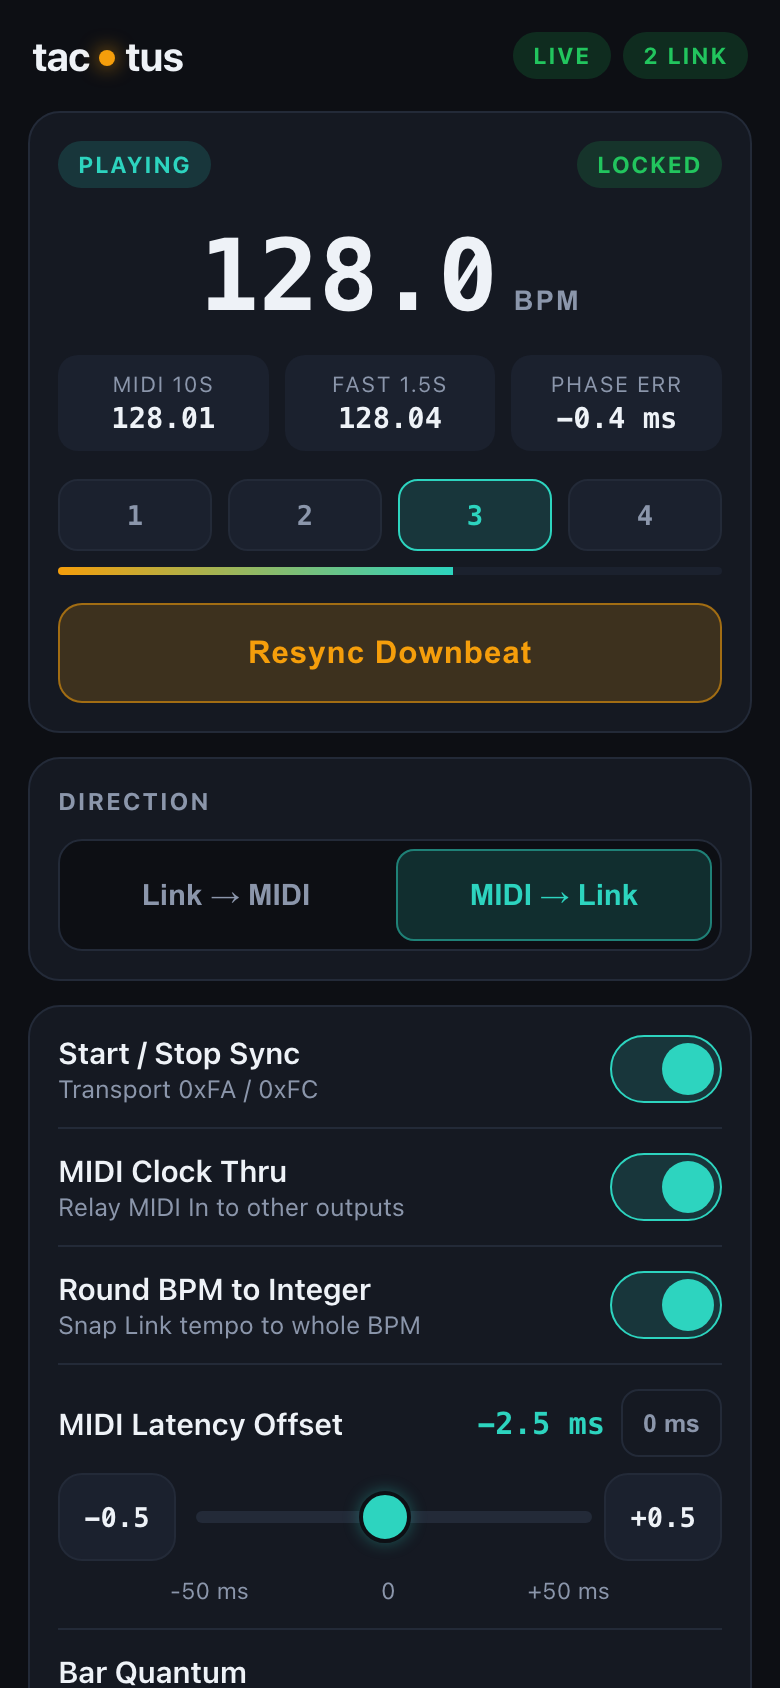 tac tus
LIVE
2 LINK
PLAYING
LOCKED
128.0 BPM
MIDI 10S
128.01
FAST 1.5S
128.04
PHASE ERR
−0.4 ms
1
2
3
4
Resync Downbeat
DIRECTION
Link → MIDI
MIDI → Link
Start / Stop Sync
Transport 0xFA / 0xFC
MIDI Clock Thru
Relay MIDI In to other outputs
Round BPM to Integer
Snap Link tempo to whole BPM
MIDI Latency Offset
−2.5 ms
0 ms
−0.5
+0.5
-50 ms
0
+50 ms
Bar Quantum